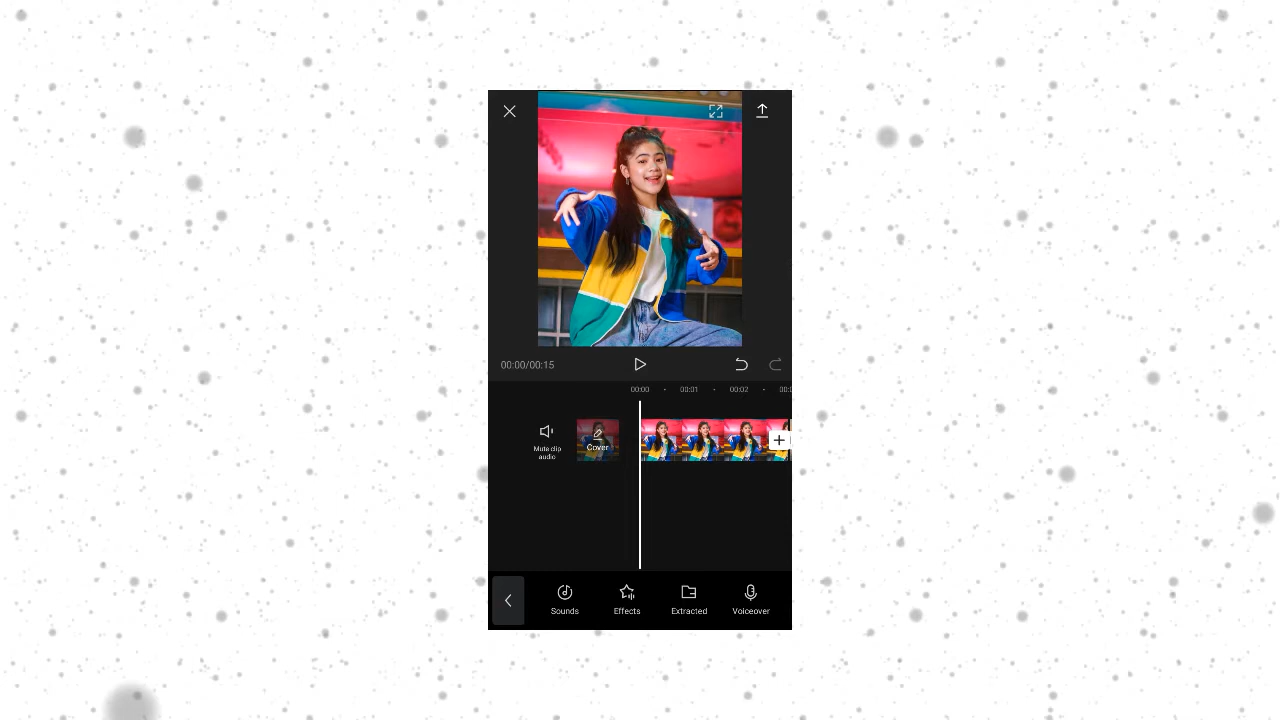 00:00/00:15
00:00 00:01 00:02
Mute clip
audio
Cover
Sounds Effects Extracted Voiceover